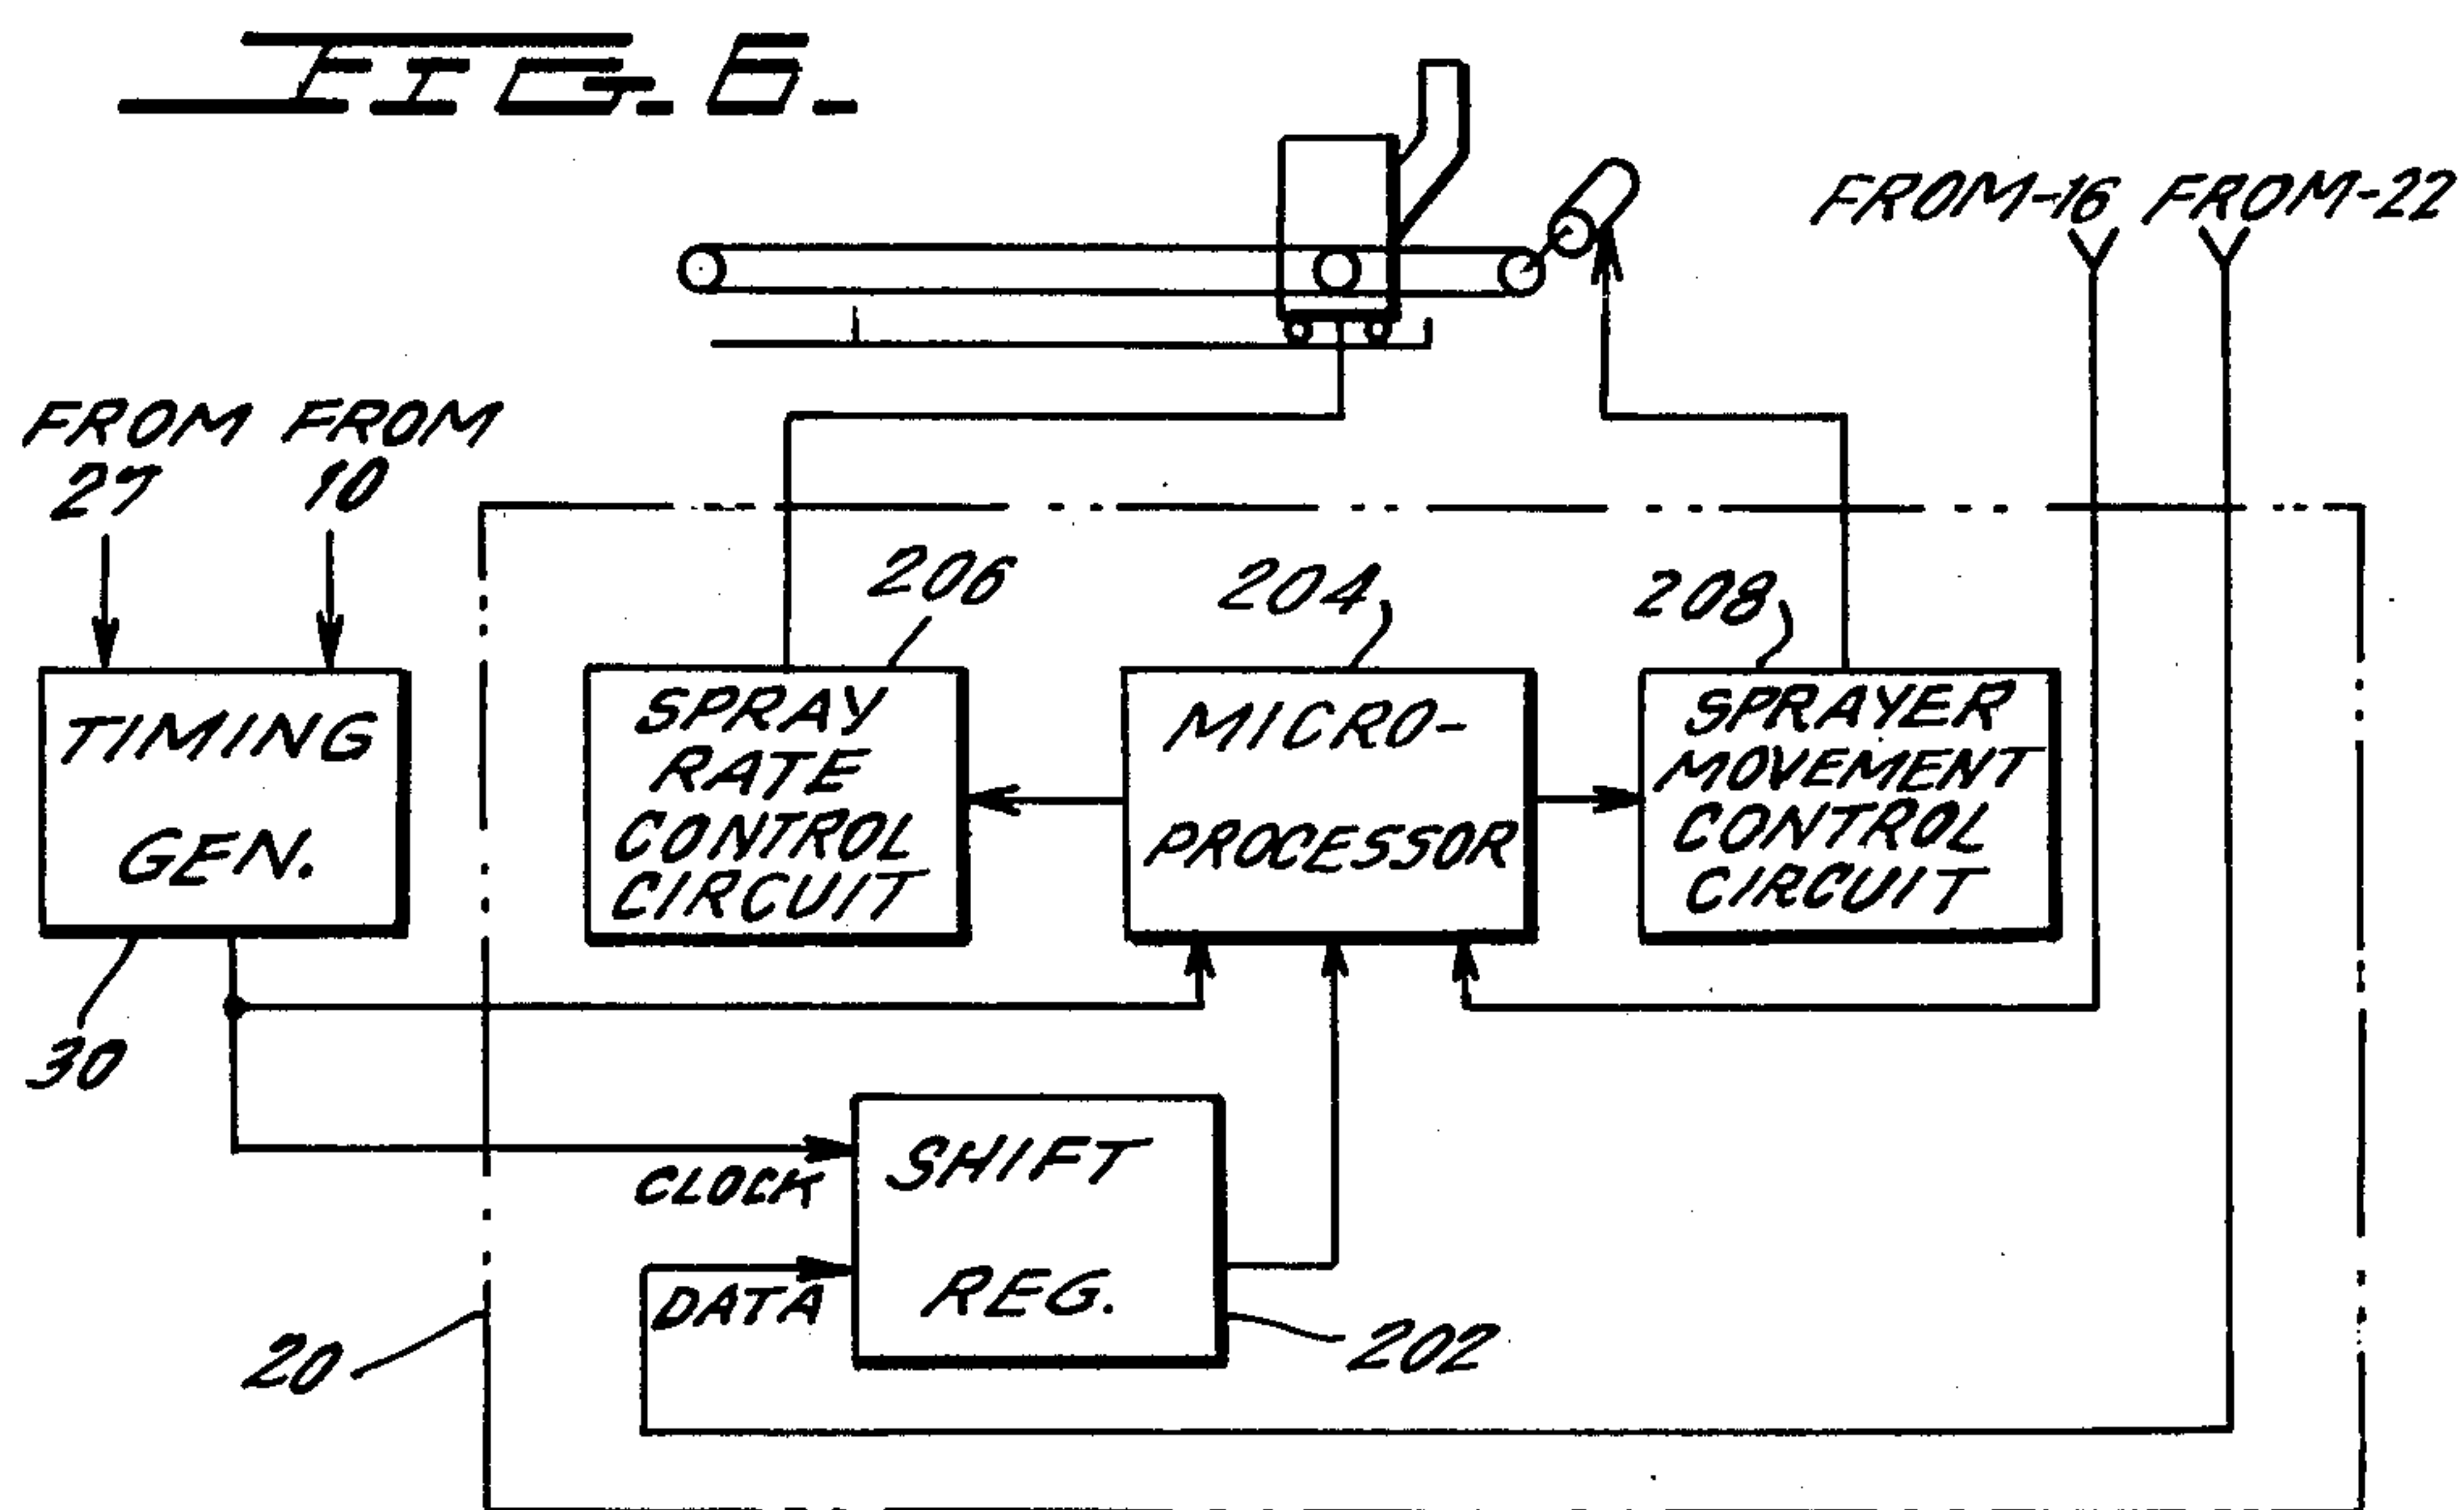 FIG. 6.
FROM-16 FROM-22
FROM 27
FROM 10
206
204
208
TIMING
GEN.
SPRAY
RATE
CONTROL
CIRCUIT
MICRO-
PROCESSOR
SPRAYER
MOVEMENT
CONTROL
CIRCUIT
30
CLOCK
DATA
SHIFT
REG.
20
202